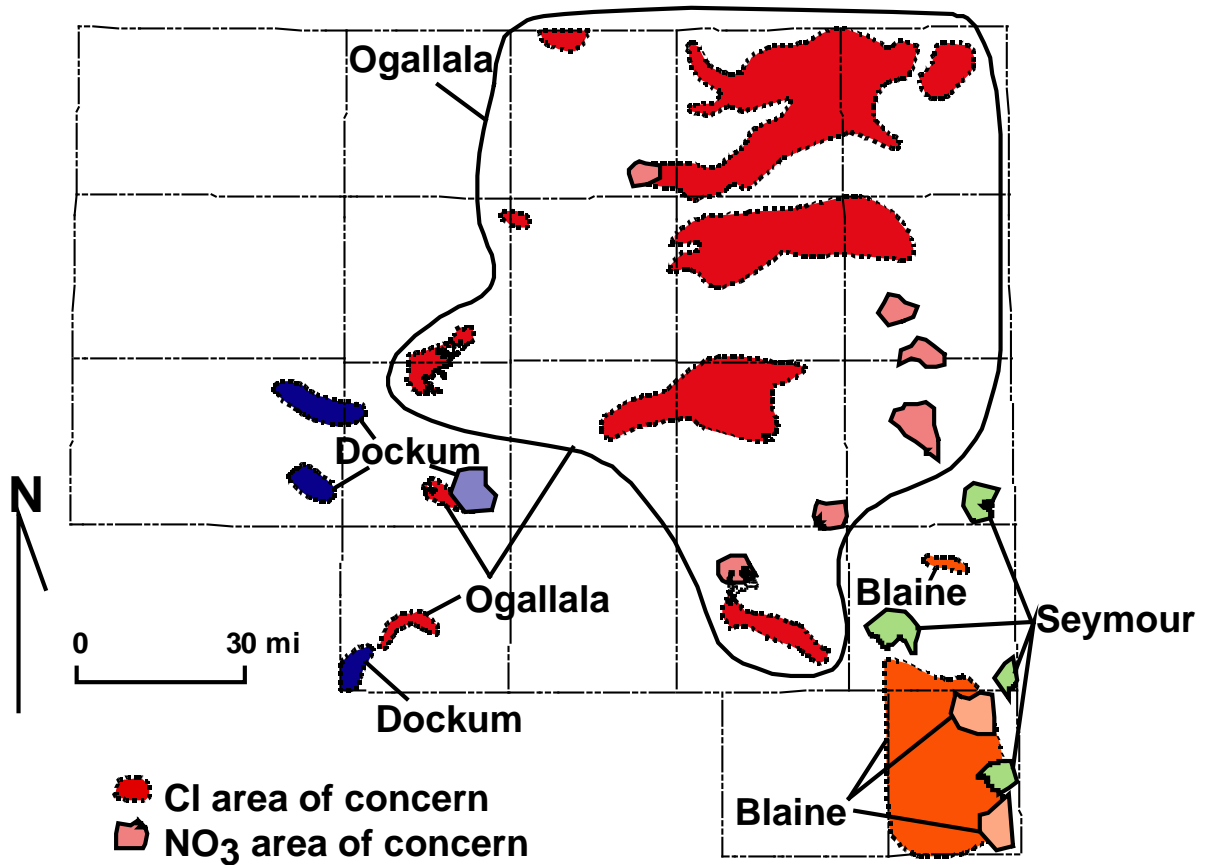 Ogallala
Dockum
N
Ogallala
Blaine
Seymour
0 30 mi
Dockum
Blaine
Cl area of concern
NO3 area of concern